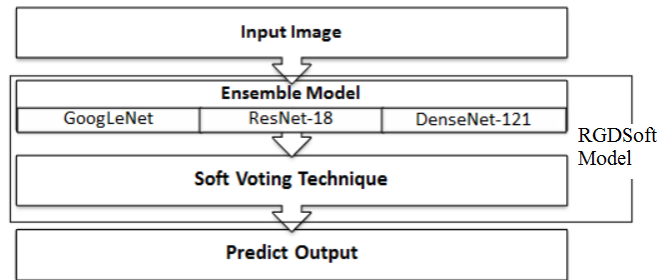 Input Image
Ensemble Model
GoogLeNet
ResNet-18
DenseNet-121
RGDSoft
Model
Soft Voting Technique
Predict Output